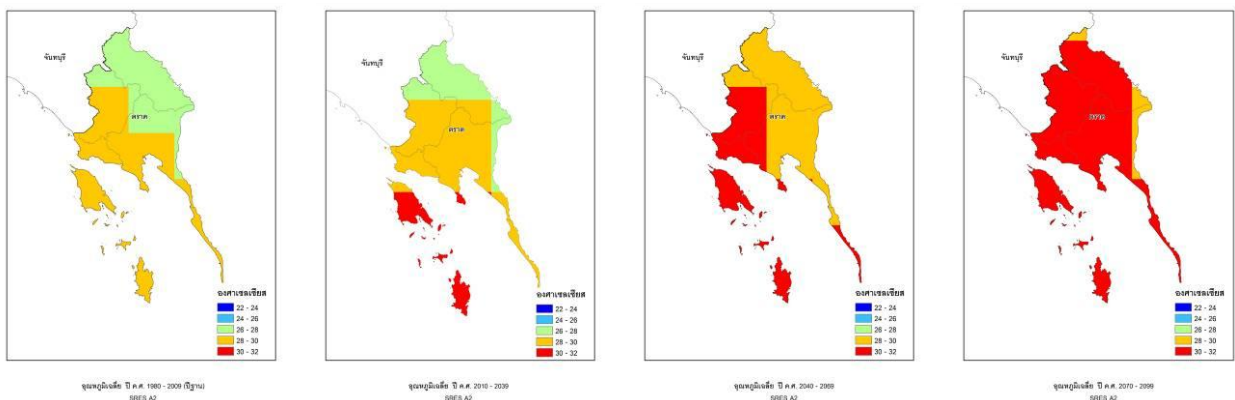 จันทบุรี
ตราด
องศาเซลเซียส
22 - 24
24 - 26
26 - 28
28 - 30
30 - 32
อุณหภูมิเฉลี่ย ปี ค.ศ. 1980 - 2009 (ปีฐาน)
SRES A2
จันทบุรี
ตราด
องศาเซลเซียส
22 - 24
24 - 26
26 - 28
28 - 30
30 - 32
อุณหภูมิเฉลี่ย ปี ค.ศ. 2010 - 2039
SRES A2
จันทบุรี
ตราด
องศาเซลเซียส
22 - 24
24 - 26
26 - 28
28 - 30
30 - 32
อุณหภูมิเฉลี่ย ปี ค.ศ. 2040 - 2069
SRES A2
จันทบุรี
ตราด
องศาเซลเซียส
22 - 24
24 - 26
26 - 28
28 - 30
30 - 32
อุณหภูมิเฉลี่ย ปี ค.ศ. 2070 - 2099
SRES A2